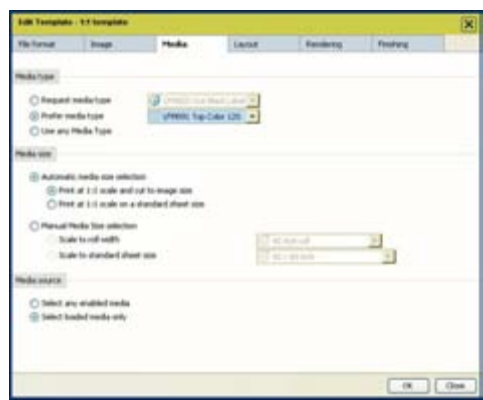 Edit Template - 1:1 template
File format Image Media Layout Rendering Finishing
Media type
Request media type
Prefer media type Top Color
Use any Media Type
Media size
Automatic media size selection
Print at 1:1 scale and cut to image size
Print at 1:1 scale on a standard sheet size
Manual Media Size selection
Scale to roll width
Scale to standard sheet size
Media source
Select any enabled media
Select loaded media only
OK Close